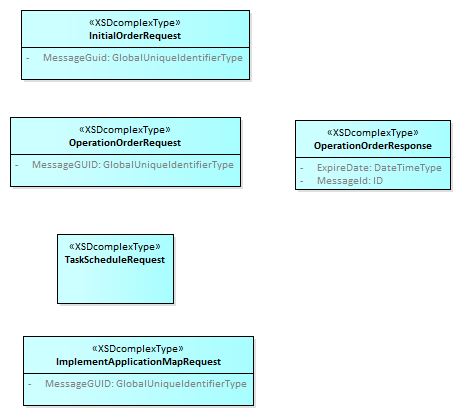 «XSDcomplexType»
InitialOrderRequest
- MessageGuid: GlobalUniqueIdentifierType
«XSDcomplexType»
OperationOrderRequest
- MessageGUID: GlobalUniqueIdentifierType
«XSDcomplexType»
OperationOrderResponse
- ExpireDate: DateTimeType
- MessageId: ID
«XSDcomplexType»
TaskScheduleRequest
«XSDcomplexType»
ImplementApplicationMapRequest
- MessageGUID: GlobalUniqueIdentifierType